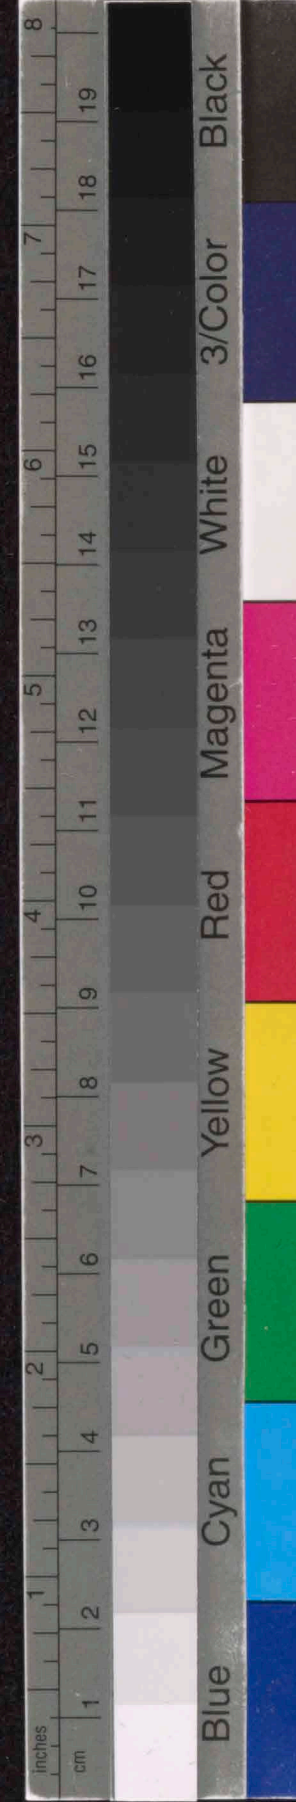 inches 1 2 3 4 5 6 7 8
cm 1 2 3 4 5 6 7 8 9 10 11 12 13 14 15 16 17 18 19
Blue Cyan Green Yellow Red Magenta White 3/Color Black